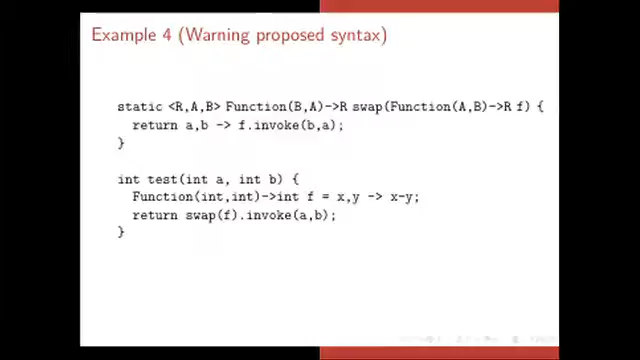 Example 4 (Warning proposed syntax)
static <R,A,B> Function(B,A)->R swap(Function(A,B)->R f) {
return a,b -> f.invoke(b,a);
}
int test(int a, int b) {
Function(int,int)->int f = x,y -> x-y;
return swap(f).invoke(a,b);
}